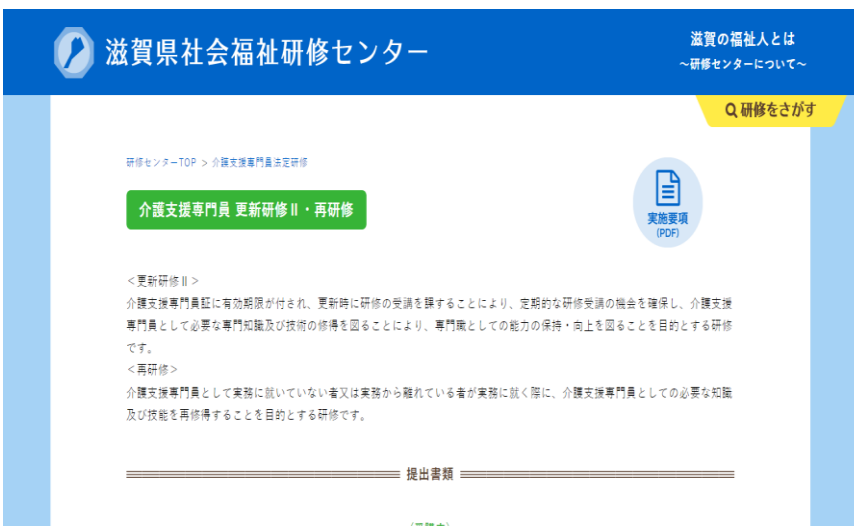 滋賀県社会福祉研修センター
滋賀の福祉人とは
～研修センターについて～
研修をさがす
研修センターTOP ＞ 介護支援専門員法定研修
介護支援専門員 更新研修Ⅱ・再研修
実施要項
(PDF)
＜更新研修Ⅱ＞
介護支援専門員証に有効期限が付され、更新時に研修の受講を課することにより、定期的な研修受講の機会を確保し、介護支援
専門員として必要な専門知識及び技術の修得を図ることにより、専門職としての能力の保持・向上を図ることを目的とする研修
です。
＜再研修＞
介護支援専門員として実務に就いていない者又は実務から離れている者が実務に就く際に、介護支援専門員としての必要な知識
及び技能を再修得することを目的とする研修です。
提出書類